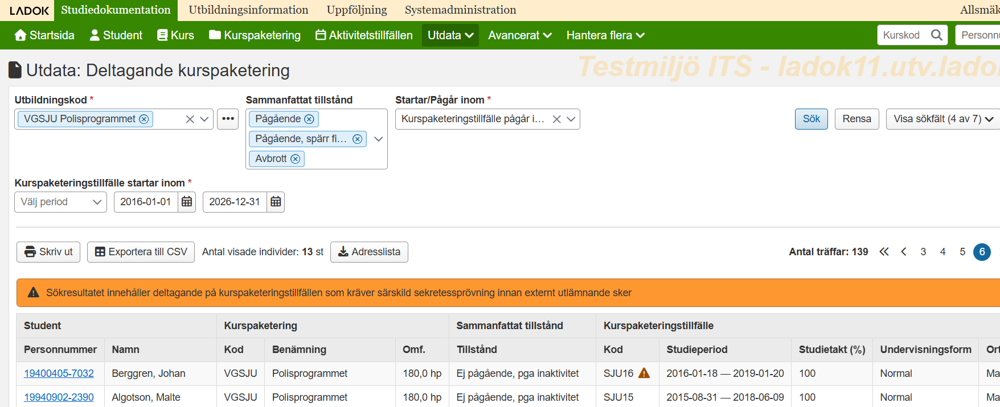 LADOK Studiedokumentation Utbildningsinformation Uppföljning Systemadministration
Startsida Student Kurs Kurspaketering Aktivitetstillfällen Utdata Avancerat Hantera flera Kurskod
Utdata: Deltagande kurspaketering
Testmiljö ITS - ladok11.utv.
Utbildningskod * Sammanfattat tillstånd Startar/Pågår inom *
VGSJU Polisprogrammet ••• Pågående Kurspaketeringstillfälle pågår i… Sök Rensa Visa sökfält (4 av 7)
Pågående, spärr fi…
Avbrott
Kurspaketeringstillfälle startar inom *
Välj period 2016-01-01 2026-12-31
Skriv ut Exportera till CSV Antal visade individer: 13 st Adresslista Antal träffar: 139 3 4 5 6
Sökresultatet innehåller deltagande på kurspaketeringstillfällen som kräver särskild sekretessprövning innan externt utlämnande sker
Student Kurspaketering Sammanfattat tillstånd Kurspaketeringstillfälle
Personnummer Namn Kod Benämning Omf. Tillstånd Kod Studieperiod Studietakt (%) Undervisningsform
19400405-7032 Berggren, Johan VGSJU Polisprogrammet 180,0 hp Ej pågående, pga inaktivitet SJU16 2016-01-18 — 2019-01-20 100 Normal
19940902-2390 Algotson, Malte VGSJU Polisprogrammet 180,0 hp Ej pågående, pga inaktivitet SJU15 2015-08-31 — 2018-06-09 100 Normal